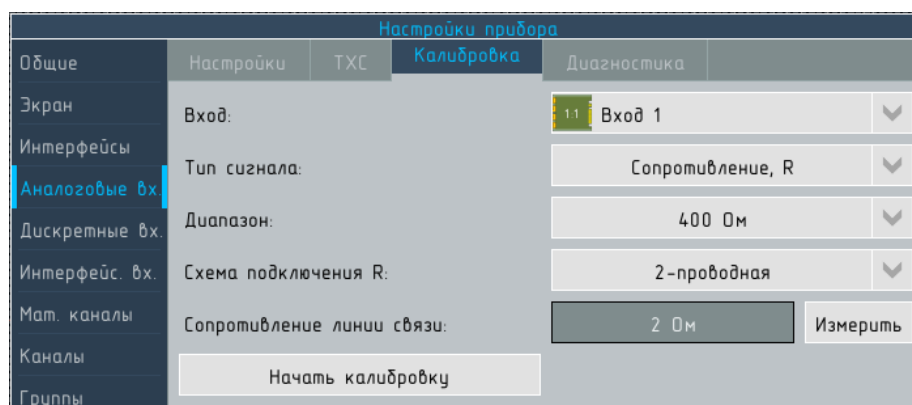 Настройки прибора
Общие
Экран
Интерфейсы
Аналоговые вх.
Дискретные вх.
Интерфейс. вх.
Мат. каналы
Каналы
Группы
Настройки ТХС Калибровка Диагностика
Вход: 1:1 Вход 1
Тип сигнала: Сопротивление, R
Диапазон: 400 Ом
Схема подключения R: 2-проводная
Сопротивление линии связи: 2 Ом Измерить
Начать калибровку